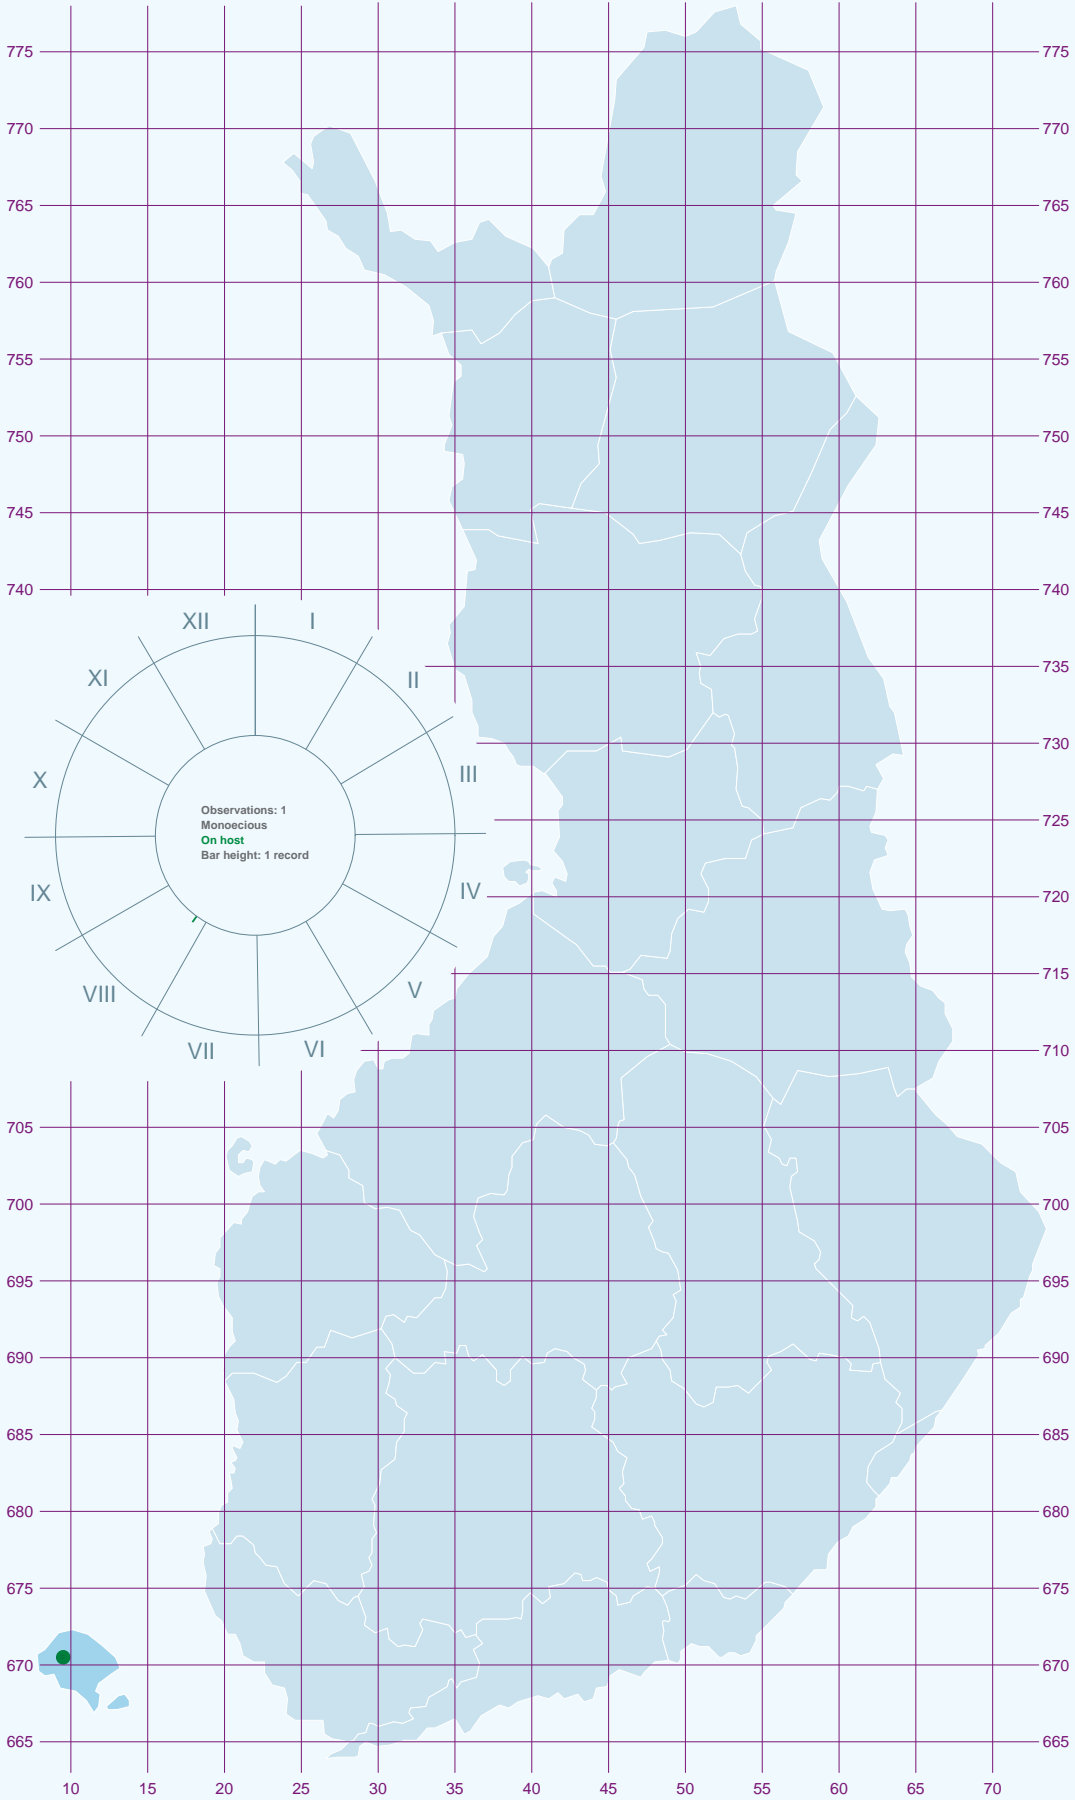 775 775
770 770
765 765
760 760
755 755
750 750
745 745
740 740
XII I
XI II
735
730
X III
725
Observations: 1
Monoecious
On host
Bar height: 1 record
IX IV
720
VIII V
715
VII VI
710
705 705
700 700
695 695
690 690
685 685
680 680
675 675
670 670
665 665
10 15 20 25 30 35 40 45 50 55 60 65 70